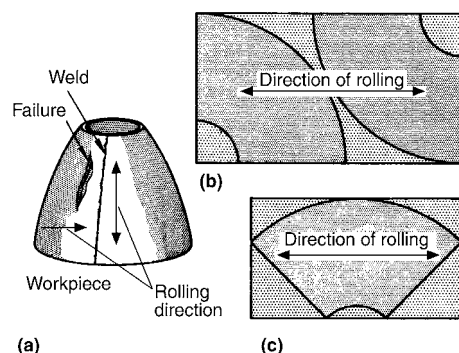 Weld
Failure
Workpiece
Rolling
direction
(a)
Direction of rolling
(b)
Direction of rolling
(c)